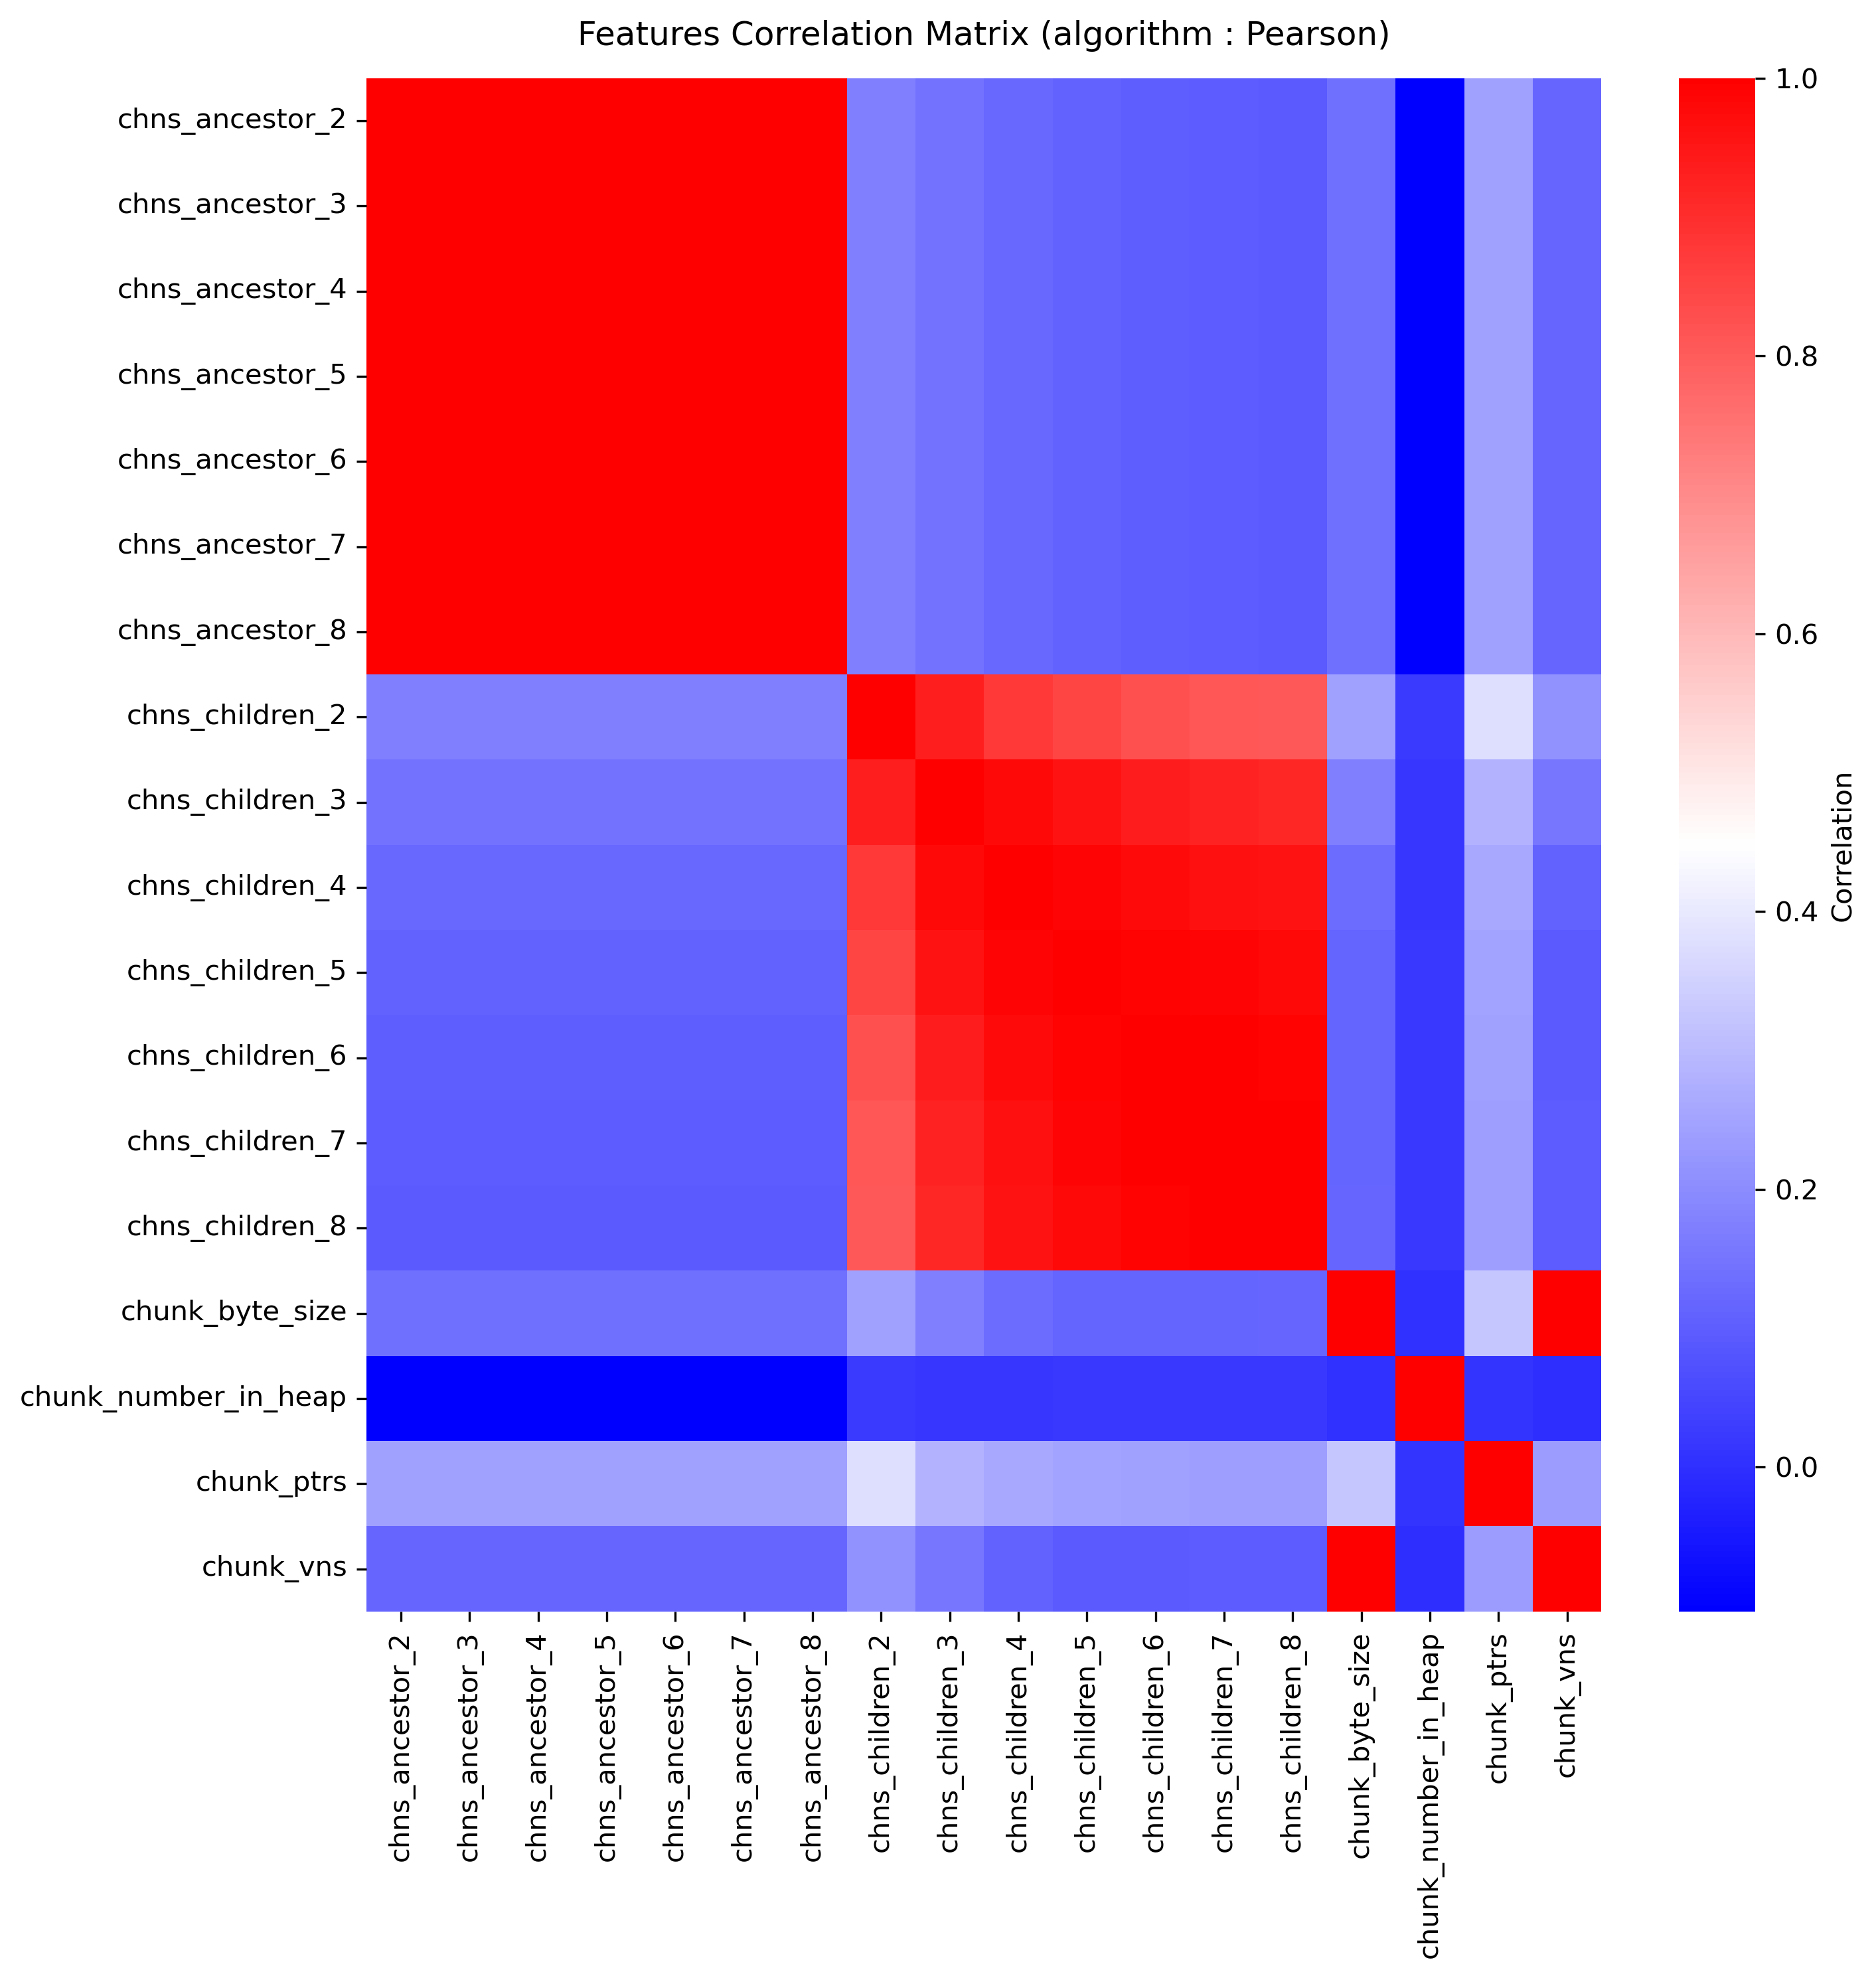 Features Correlation Matrix (algorithm : Pearson)
chns_ancestor_2
chns_ancestor_3
chns_ancestor_4
chns_ancestor_5
chns_ancestor_6
chns_ancestor_7
chns_ancestor_8
chns_children_2
chns_children_3
chns_children_4
chns_children_5
chns_children_6
chns_children_7
chns_children_8
chunk_byte_size
chunk_number_in_heap
chunk_ptrs
chunk_vns
chns_ancestor_2
chns_ancestor_3
chns_ancestor_4
chns_ancestor_5
chns_ancestor_6
chns_ancestor_7
chns_ancestor_8
chns_children_2
chns_children_3
chns_children_4
chns_children_5
chns_children_6
chns_children_7
chns_children_8
chunk_byte_size
chunk_number_in_heap
chunk_ptrs
chunk_vns
1.0
0.8
0.6
0.4
0.2
0.0
Correlation